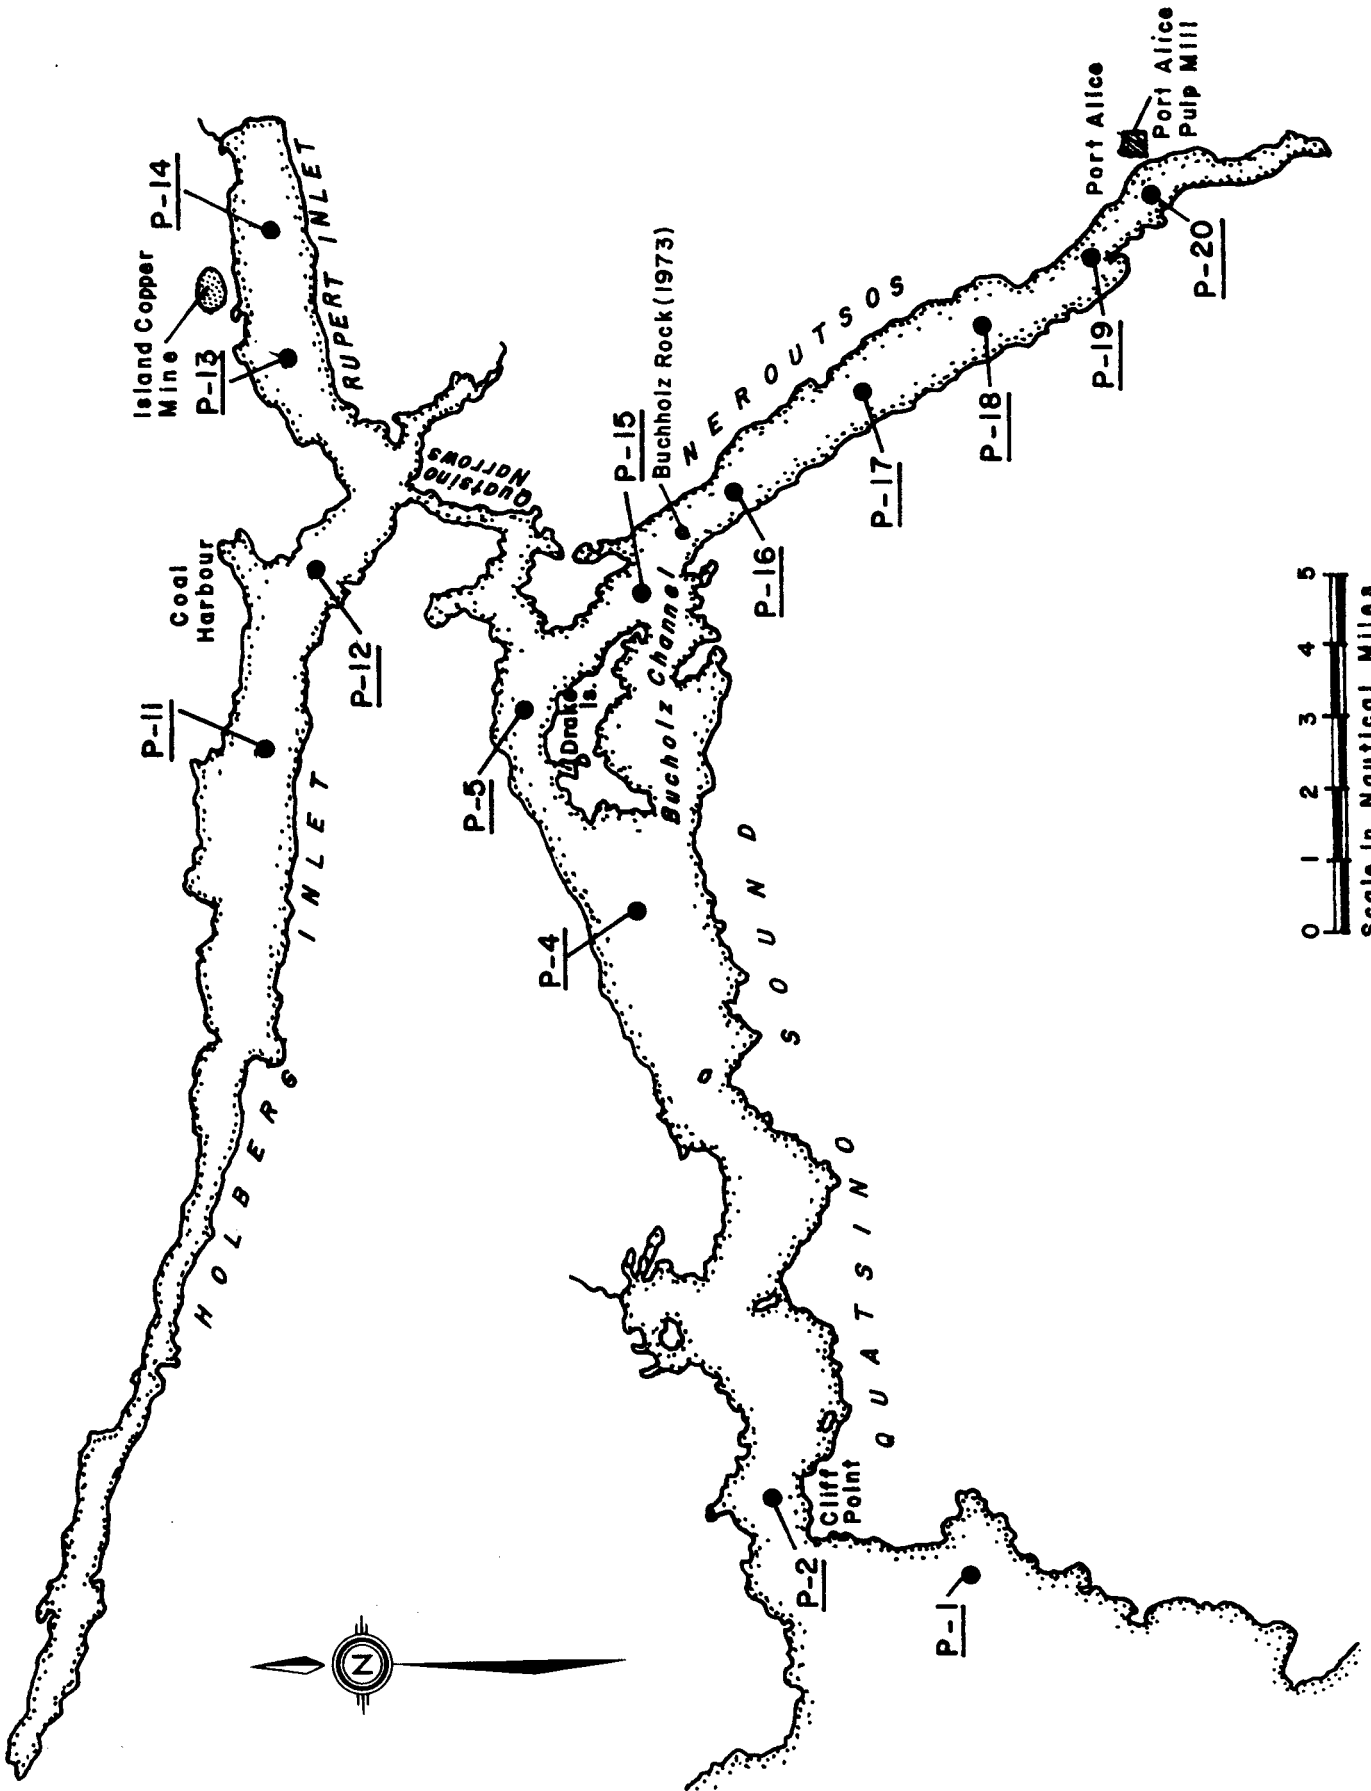 HOLBERG INLET
P-11
Coal
Harbour
P-12
Island Copper
Mine
P-13
P-14
RUPERT INLET
Quatsino
Narrows
P-5
Drake
Is.
Buchholz Channel
P-15
Buchholz Rock (1973)
NEROUTSOS
P-16
P-17
P-18
P-19
P-20
Port Alice
Port Alice
Pulp Mill
P-4
QUATSINO SOUND
Cliff
Point
P-2
P-1
N
0 1 2 3 4 5
Scale in Nautical Miles